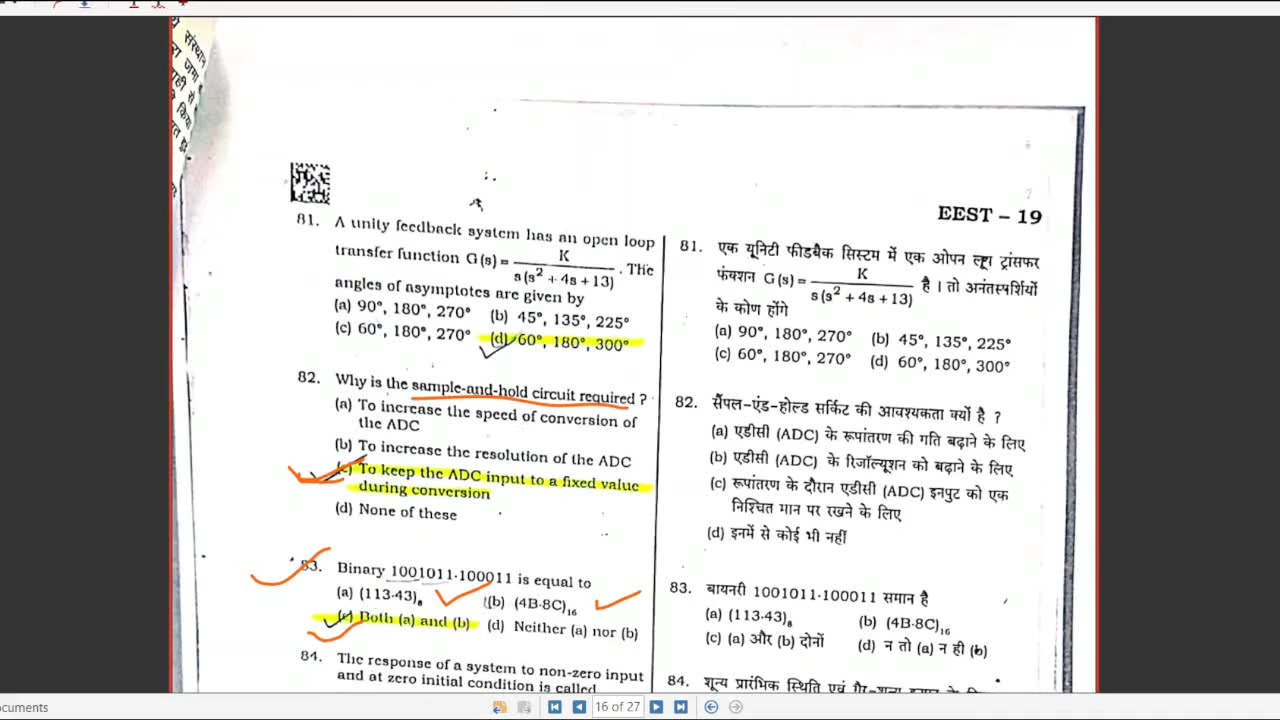 EEST – 19
81. A unity feedback system has an open loop
transfer function G(s) = K / s(s² + 4s + 13) . The
angles of asymptotes are given by
(a) 90°, 180°, 270° (b) 45°, 135°, 225°
(c) 60°, 180°, 270° (d) 60°, 180°, 300°
82. Why is the sample-and-hold circuit required ?
(a) To increase the speed of conversion of
the ADC
(b) To increase the resolution of the ADC
(c) To keep the ADC input to a fixed value
during conversion
(d) None of these
83. Binary 1001011·100011 is equal to
(a) (113·43)₈ (b) (4B·8C)₁₆
(c) Both (a) and (b) (d) Neither (a) nor (b)
84. The response of a system to non-zero input
and at zero initial condition is called
81. एक यूनिटी फीडबैक सिस्टम में एक ओपन लूप ट्रांसफर
फंक्शन G(s) = K / s(s² + 4s + 13) है । तो अनंतस्पर्शियों
के कोण होंगे
(a) 90°, 180°, 270° (b) 45°, 135°, 225°
(c) 60°, 180°, 270° (d) 60°, 180°, 300°
82. सैंपल-एंड-होल्ड सर्किट की आवश्यकता क्यों है ?
(a) एडीसी (ADC) के रूपांतरण की गति बढ़ाने के लिए
(b) एडीसी (ADC) के रिजॉल्यूशन को बढ़ाने के लिए
(c) रूपांतरण के दौरान एडीसी (ADC) इनपुट को एक
निश्चित मान पर रखने के लिए
(d) इनमें से कोई भी नहीं
83. बायनरी 1001011·100011 समान है
(a) (113·43)₈ (b) (4B·8C)₁₆
(c) (a) और (b) दोनों (d) न तो (a) न ही (b)
84. शून्य प्रारंभिक स्थिति एवं गैर-शून्य
ocuments
16 of 27